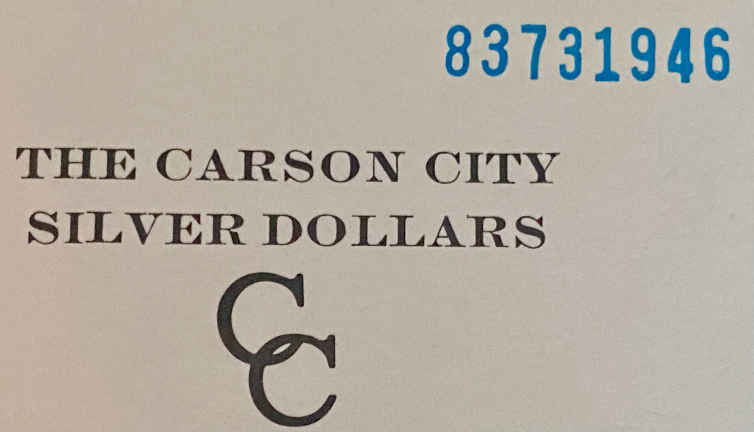 83731946
THE CARSON CITY
SILVER DOLLARS
CC